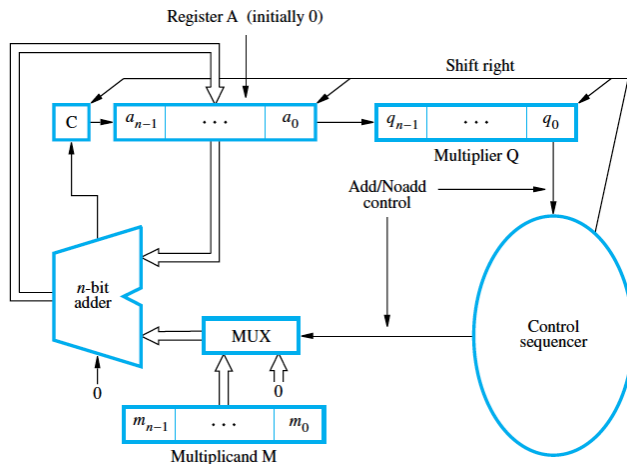 Register A (initially 0)
Shift right
C
a_{n-1} ⋯ a_0
q_{n-1} ⋯ q_0
Multiplier Q
Add/Noadd
control
n-bit
adder
MUX
Control
sequencer
0
0
m_{n-1} ⋯ m_0
Multiplicand M